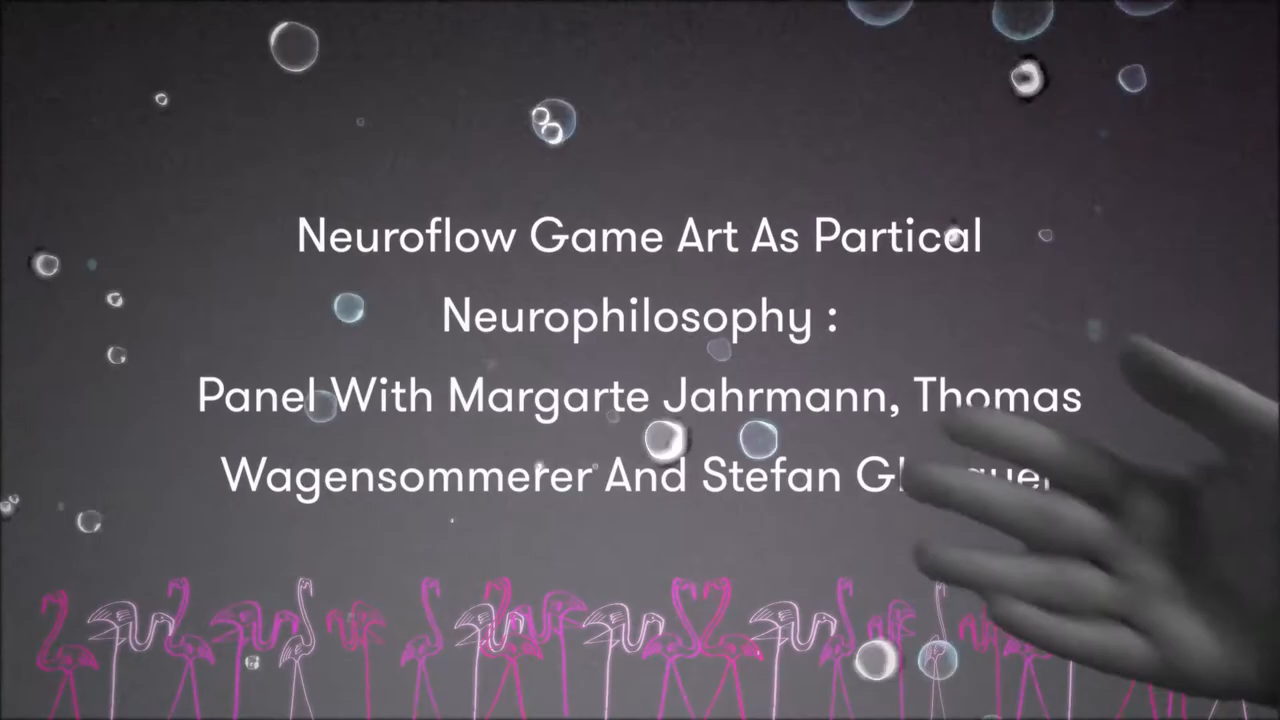 Neuroflow Game Art As Partical
Neurophilosophy :
Panel With Margarte Jahrmann, Thomas
Wagensommerer And Stefan